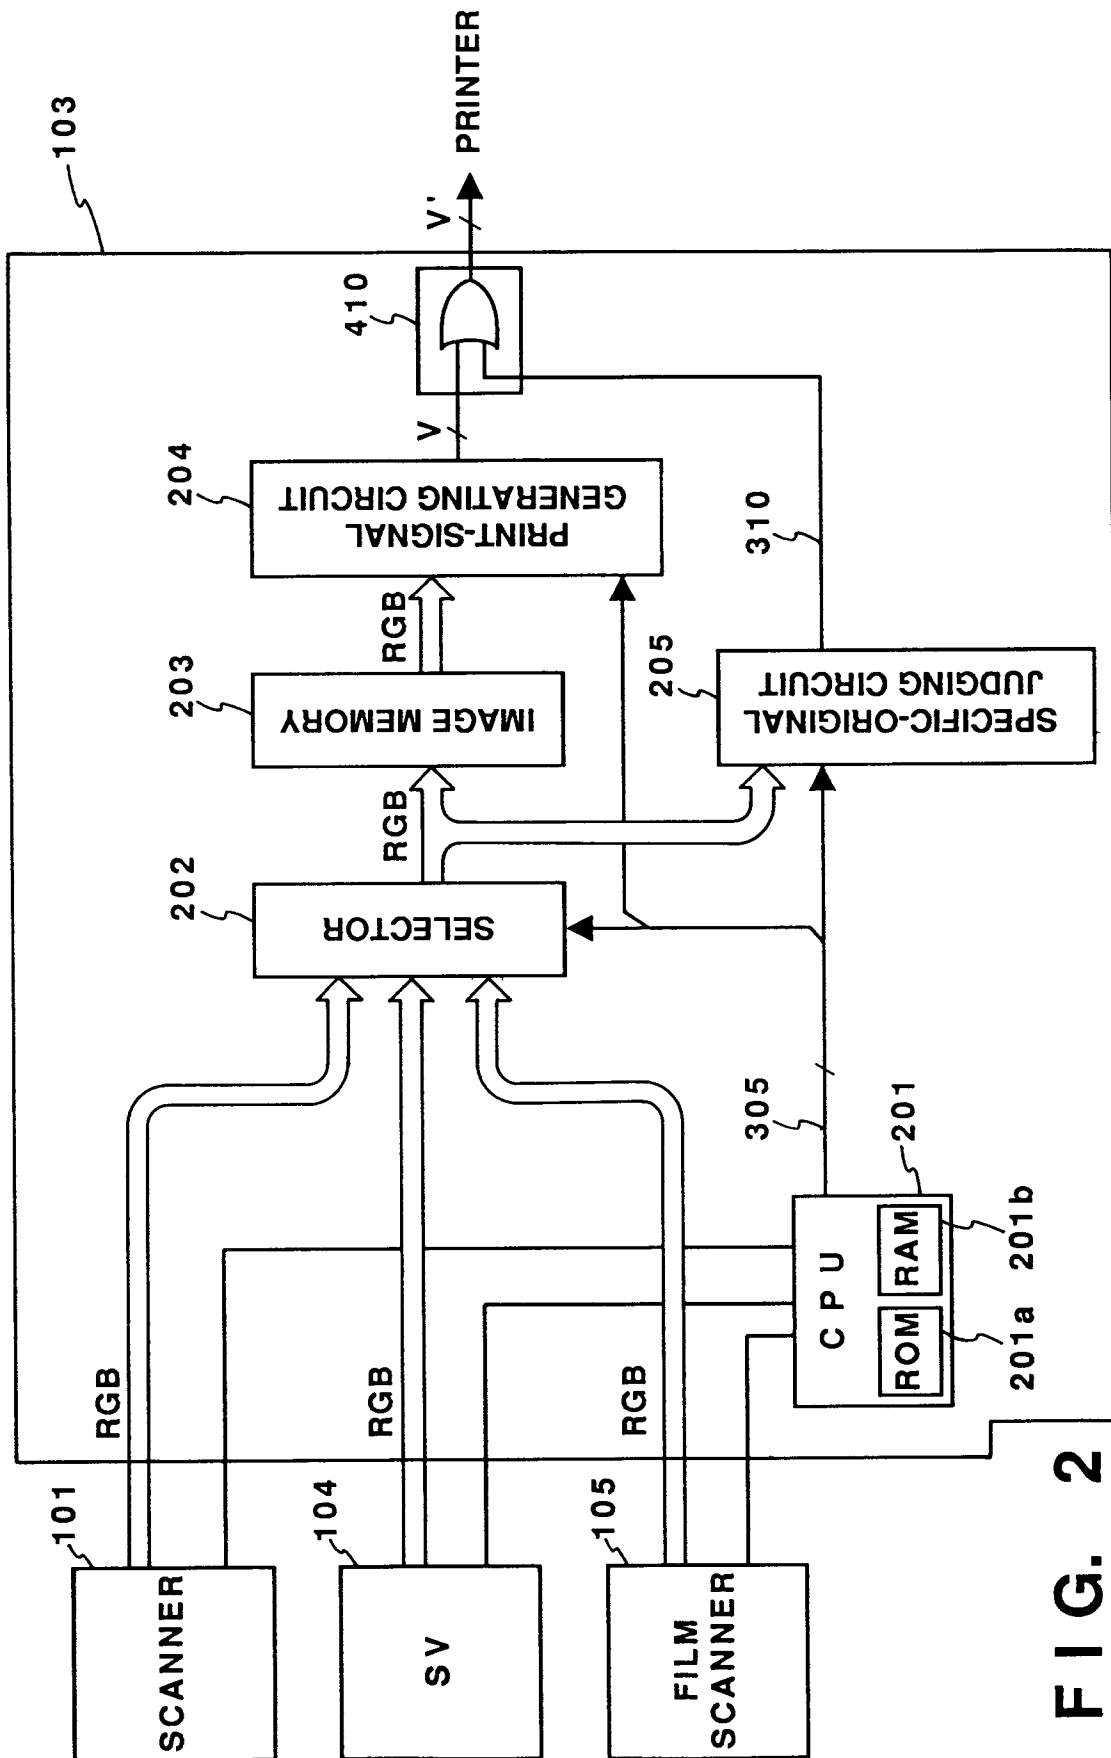 103
PRINTER
V'
410
V
204
PRINT-SIGNAL
GENERATING CIRCUIT
310
RGB
203
IMAGE MEMORY
205
SPECIFIC-ORIGINAL
JUDGING CIRCUIT
RGB
202
SELECTOR
305
201
CPU
ROM
RAM
201a
201b
RGB
RGB
RGB
101
SCANNER
104
SV
105
FILM
SCANNER
FIG. 2